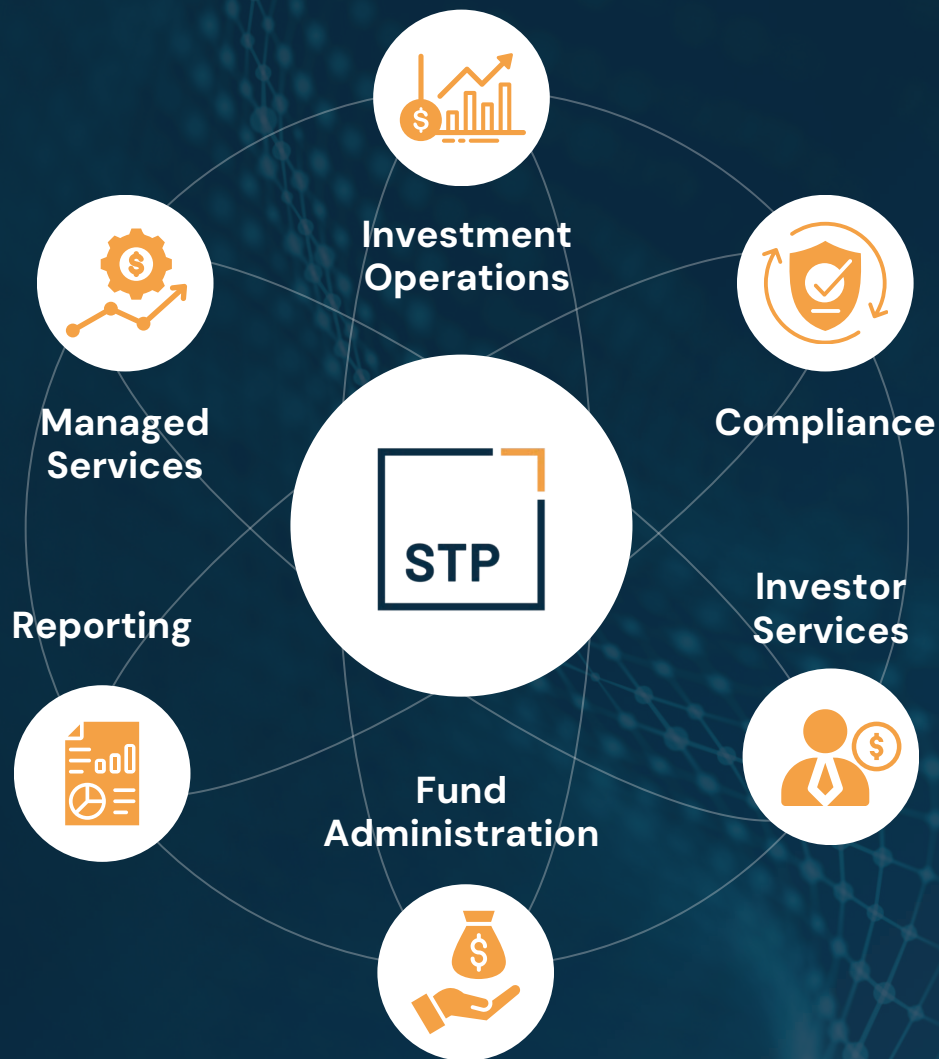 Investment
Operations
Managed
Services
Compliance
STP
Investor
Services
Reporting
Fund
Administration